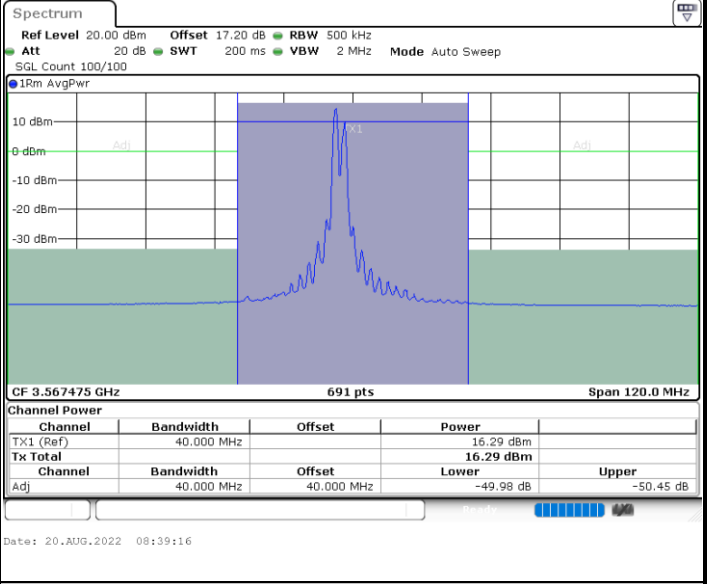 Spectrum
Ref Level 20.00 dBm Offset 17.20 dB RBW 500 kHz
Att 20 dB SWT 200 ms VBW 2 MHz Mode Auto Sweep
SGL Count 100/100
1Rm AvgPwr
10 dBm
TX1
Adj
Adj
0 dBm
-10 dBm
-20 dBm
-30 dBm
CF 3.567475 GHz 691 pts Span 120.0 MHz
Channel Power
Channel Bandwidth Offset Power
TX1 (Ref) 40.000 MHz 16.29 dBm
Tx Total 16.29 dBm
Channel Bandwidth Offset Lower Upper
Adj 40.000 MHz 40.000 MHz -49.98 dB -50.45 dB
Ready
Date: 20.AUG.2022 08:39:16